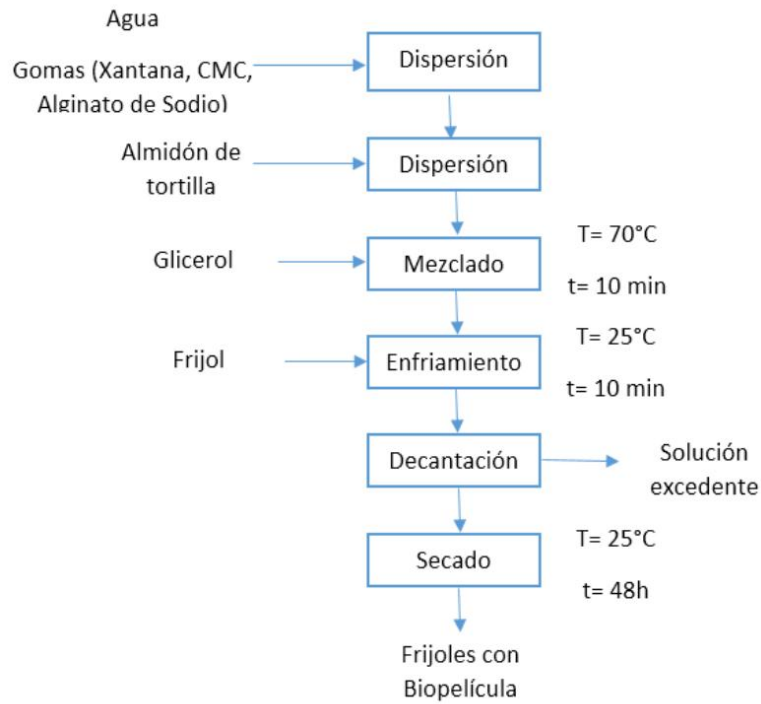 Agua
Gomas (Xantana, CMC,
Alginato de Sodio)
Dispersión
Almidón de
tortilla
Dispersión
Glicerol
Mezclado
T= 70°C
t= 10 min
Frijol
Enfriamiento
T= 25°C
t= 10 min
Decantación
Solución
excedente
Secado
T= 25°C
t= 48h
Frijoles con
Biopelícula